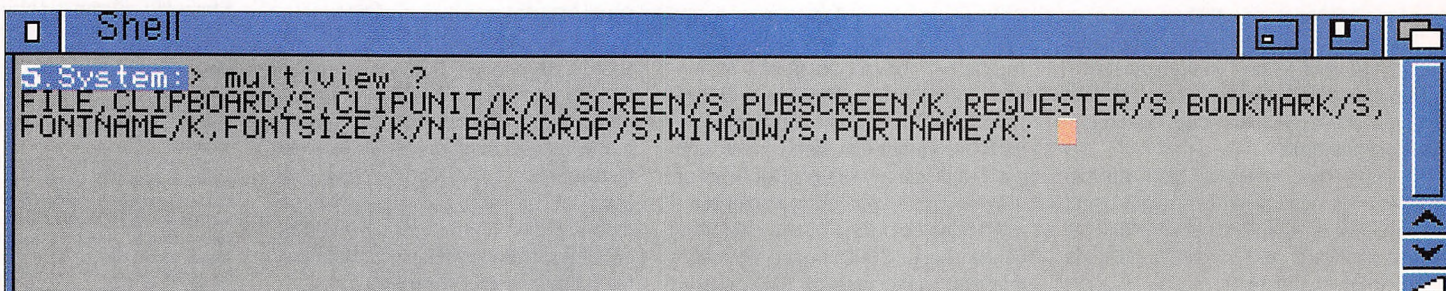 Shell
5.System:> multiview ?
FILE,CLIPBOARD/S,CLIPUNIT/K/N,SCREEN/S,PUBSCREEN/K,REQUESTER/S,BOOKMARK/S,
FONTNAME/K,FONTSIZE/K/N,BACKDROP/S,WINDOW/S,PORTNAME/K: